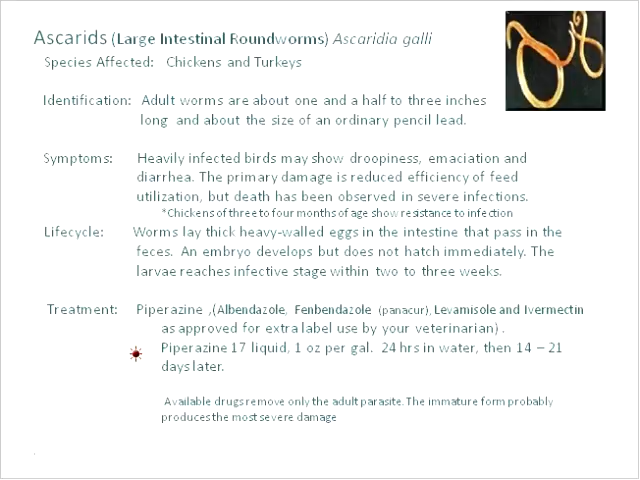 Ascarids (Large Intestinal Roundworms) Ascaridia galli
Species Affected: Chickens and Turkeys
Identification: Adult worms are about one and a half to three inches
long and about the size of an ordinary pencil lead.
Symptoms: Heavily infected birds may show droopiness, emaciation and
diarrhea. The primary damage is reduced efficiency of feed
utilization, but death has been observed in severe infections.
*Chickens of three to four months of age show resistance to infection
Lifecycle: Worms lay thick heavy-walled eggs in the intestine that pass in the
feces. An embryo develops but does not hatch immediately. The
larvae reaches infective stage within two to three weeks.
Treatment: Piperazine ,(Albendazole, Fenbendazole (panacur), Levamisole and Ivermectin
as approved for extra label use by your veterinarian) .
Piperazine 17 liquid, 1 oz per gal. 24 hrs in water, then 14 – 21
days later.
Available drugs remove only the adult parasite. The immature form probably
produces the most severe damage